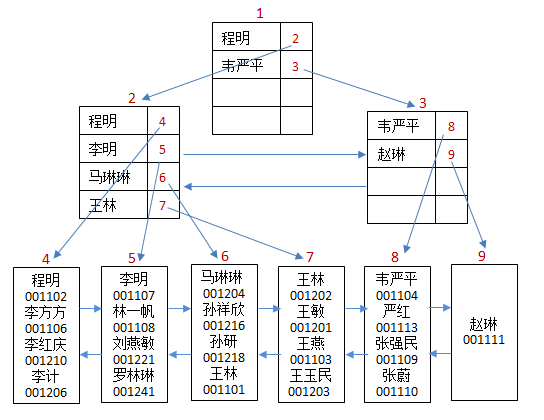 1
程明 2
韦严平 3
2
程明 4
李明 5
马琳琳 6
王林 7
3
韦严平 8
赵琳 9
4
程明
001102
李方方
001106
李红庆
001210
李计
001206
5
李明
001107
林一帆
001108
刘燕敏
001221
罗林琳
001241
6
马琳琳
001204
孙祥欣
001216
孙研
001218
王林
001101
7
王林
001202
王敏
001201
王燕
001103
王玉民
001203
8
韦严平
001104
严红
001113
张强民
001109
张蔚
001110
9
赵琳
001111